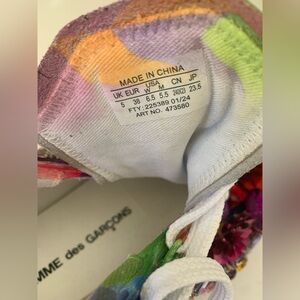 MADE IN CHINA
UK EUR USA CN JP
W M
5 38 6.5 5.5 240(2) 23.5
FTY: 225389 01/24
ART NO. 473560
MME des GARÇONS